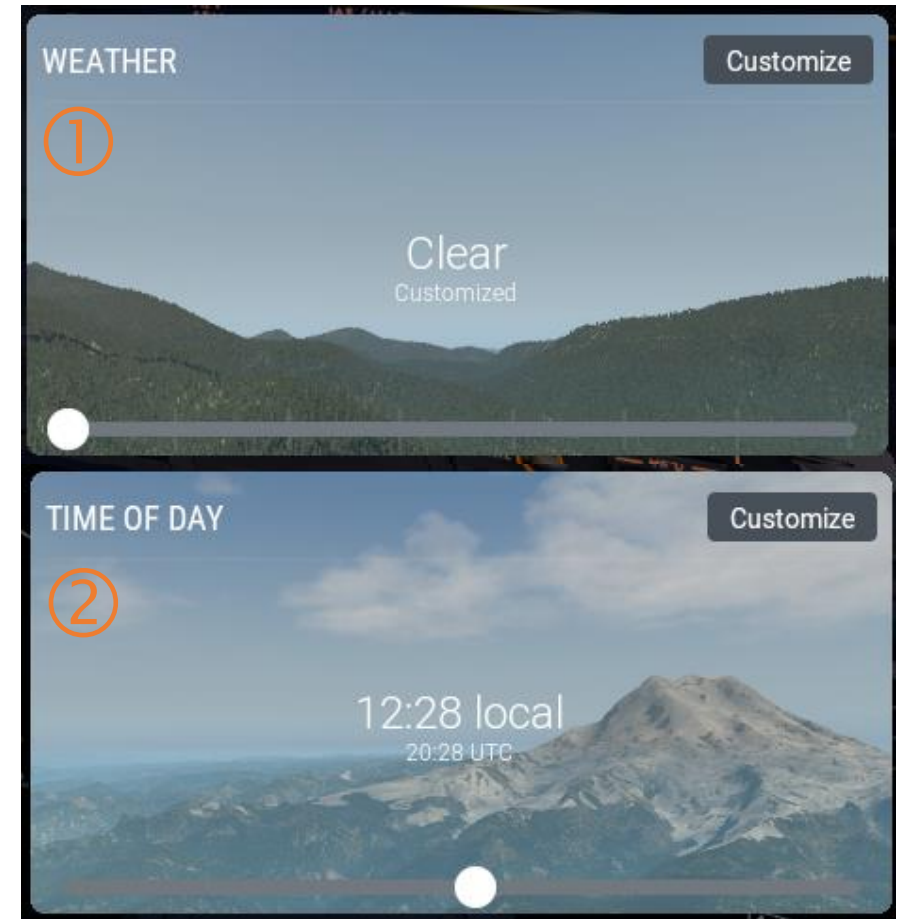 WEATHER
Customize
①
Clear
Customized
TIME OF DAY
Customize
②
12:28 local
20:28 UTC